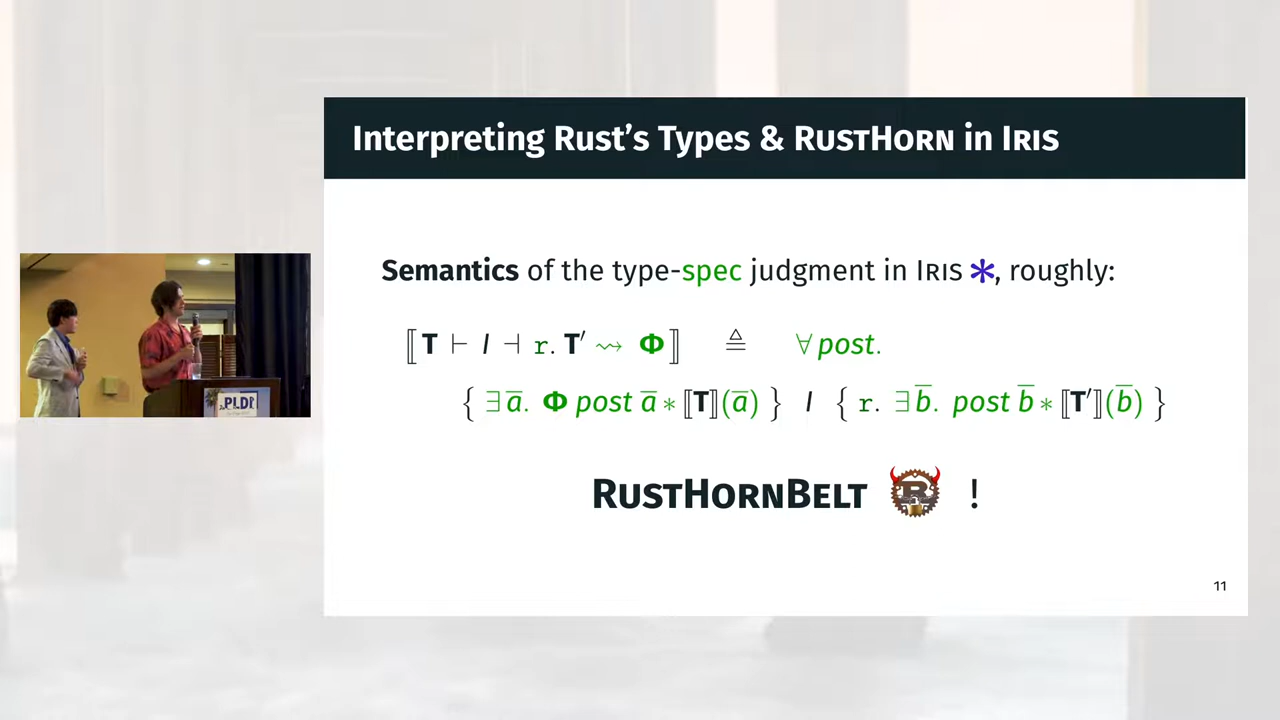 Interpreting Rust's Types & RUSTHORN in IRIS
Semantics of the type-spec judgment in IRIS *, roughly:
⟦ T ⊢ I ⊣ r. T′ ⇝ Φ ⟧ ≜ ∀ post.
{ ∃ a̅. Φ post a̅ * ⟦T⟧(a̅) } I { r. ∃ b̅. post b̅ * ⟦T′⟧(b̅) }
RUSTHORNBELT R !
11
PLDI